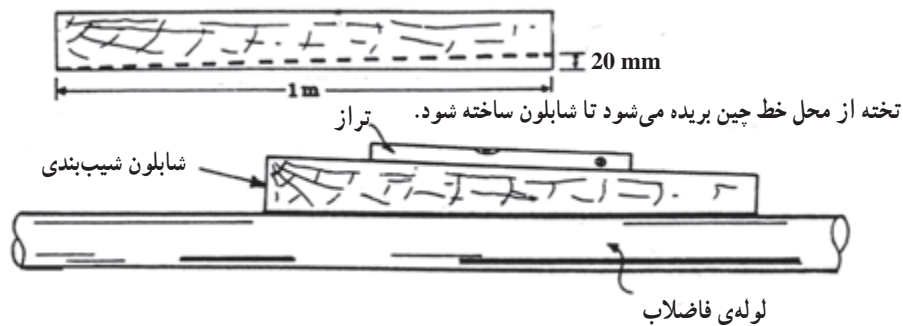 20 mm
1 m
تخته از محل خط چین بریده می‌شود تا شابلون ساخته شود.
تراز
شابلون شیب‌بندی
لوله‌ی فاضلاب